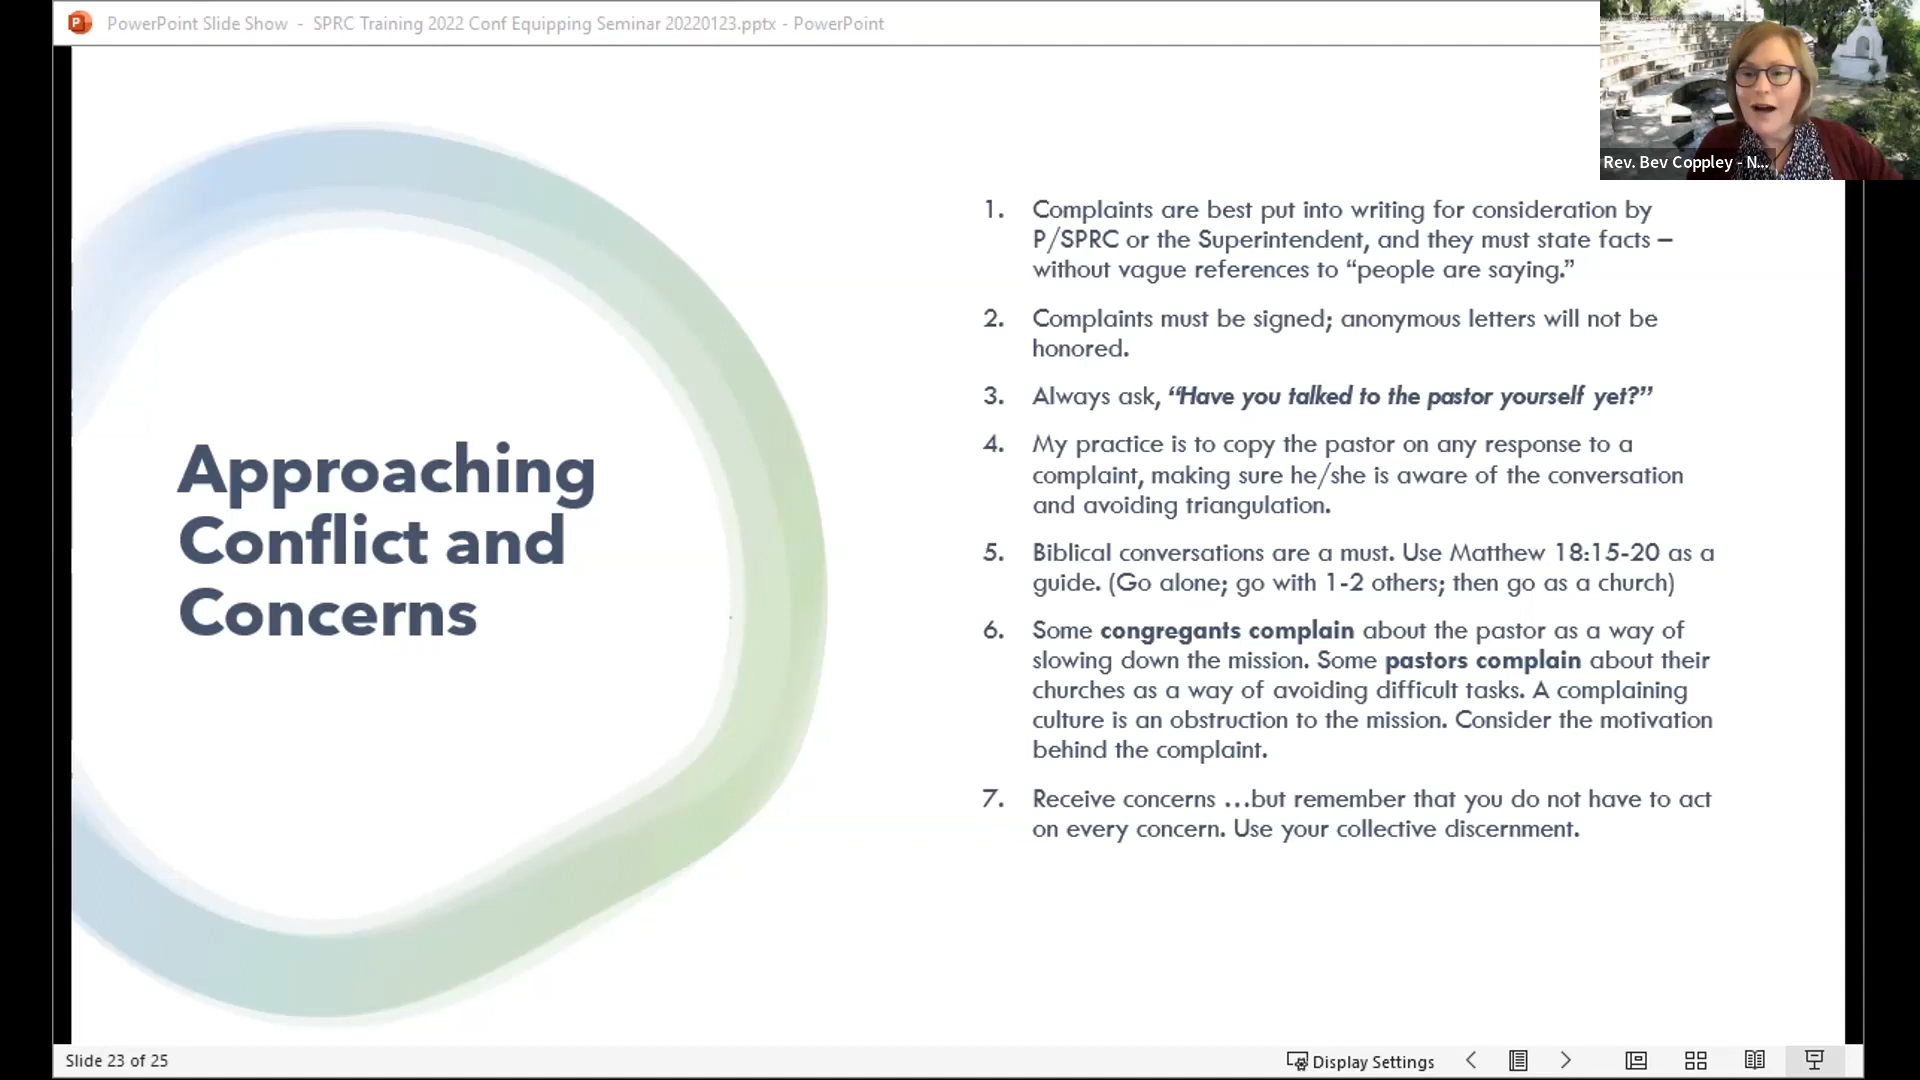 PowerPoint Slide Show - SPRC Training 2022 Conf Equipping Seminar 20220123.pptx - PowerPoint
Rev. Bev Coppley - N...
Approaching
Conflict and
Concerns
1. Complaints are best put into writing for consideration by
P/SPRC or the Superintendent, and they must state facts –
without vague references to “people are saying.”
2. Complaints must be signed; anonymous letters will not be
honored.
3. Always ask, “Have you talked to the pastor yourself yet?”
4. My practice is to copy the pastor on any response to a
complaint, making sure he/she is aware of the conversation
and avoiding triangulation.
5. Biblical conversations are a must. Use Matthew 18:15-20 as a
guide. (Go alone; go with 1-2 others; then go as a church)
6. Some congregants complain about the pastor as a way of
slowing down the mission. Some pastors complain about their
churches as a way of avoiding difficult tasks. A complaining
culture is an obstruction to the mission. Consider the motivation
behind the complaint.
7. Receive concerns …but remember that you do not have to act
on every concern. Use your collective discernment.
Slide 23 of 25
Display Settings